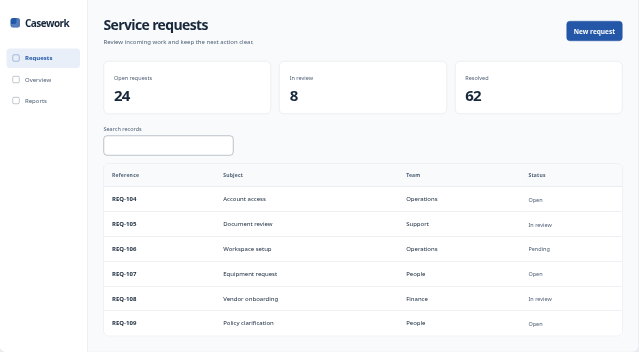 Casework
Requests
Overview
Reports
Service requests
Review incoming work and keep the next action clear.
New request
Open requests
24
In review
8
Resolved
62
Search records
Reference Subject Team Status
REQ-104 Account access Operations Open
REQ-105 Document review Support In review
REQ-106 Workspace setup Operations Pending
REQ-107 Equipment request People Open
REQ-108 Vendor onboarding Finance In review
REQ-109 Policy clarification People Open